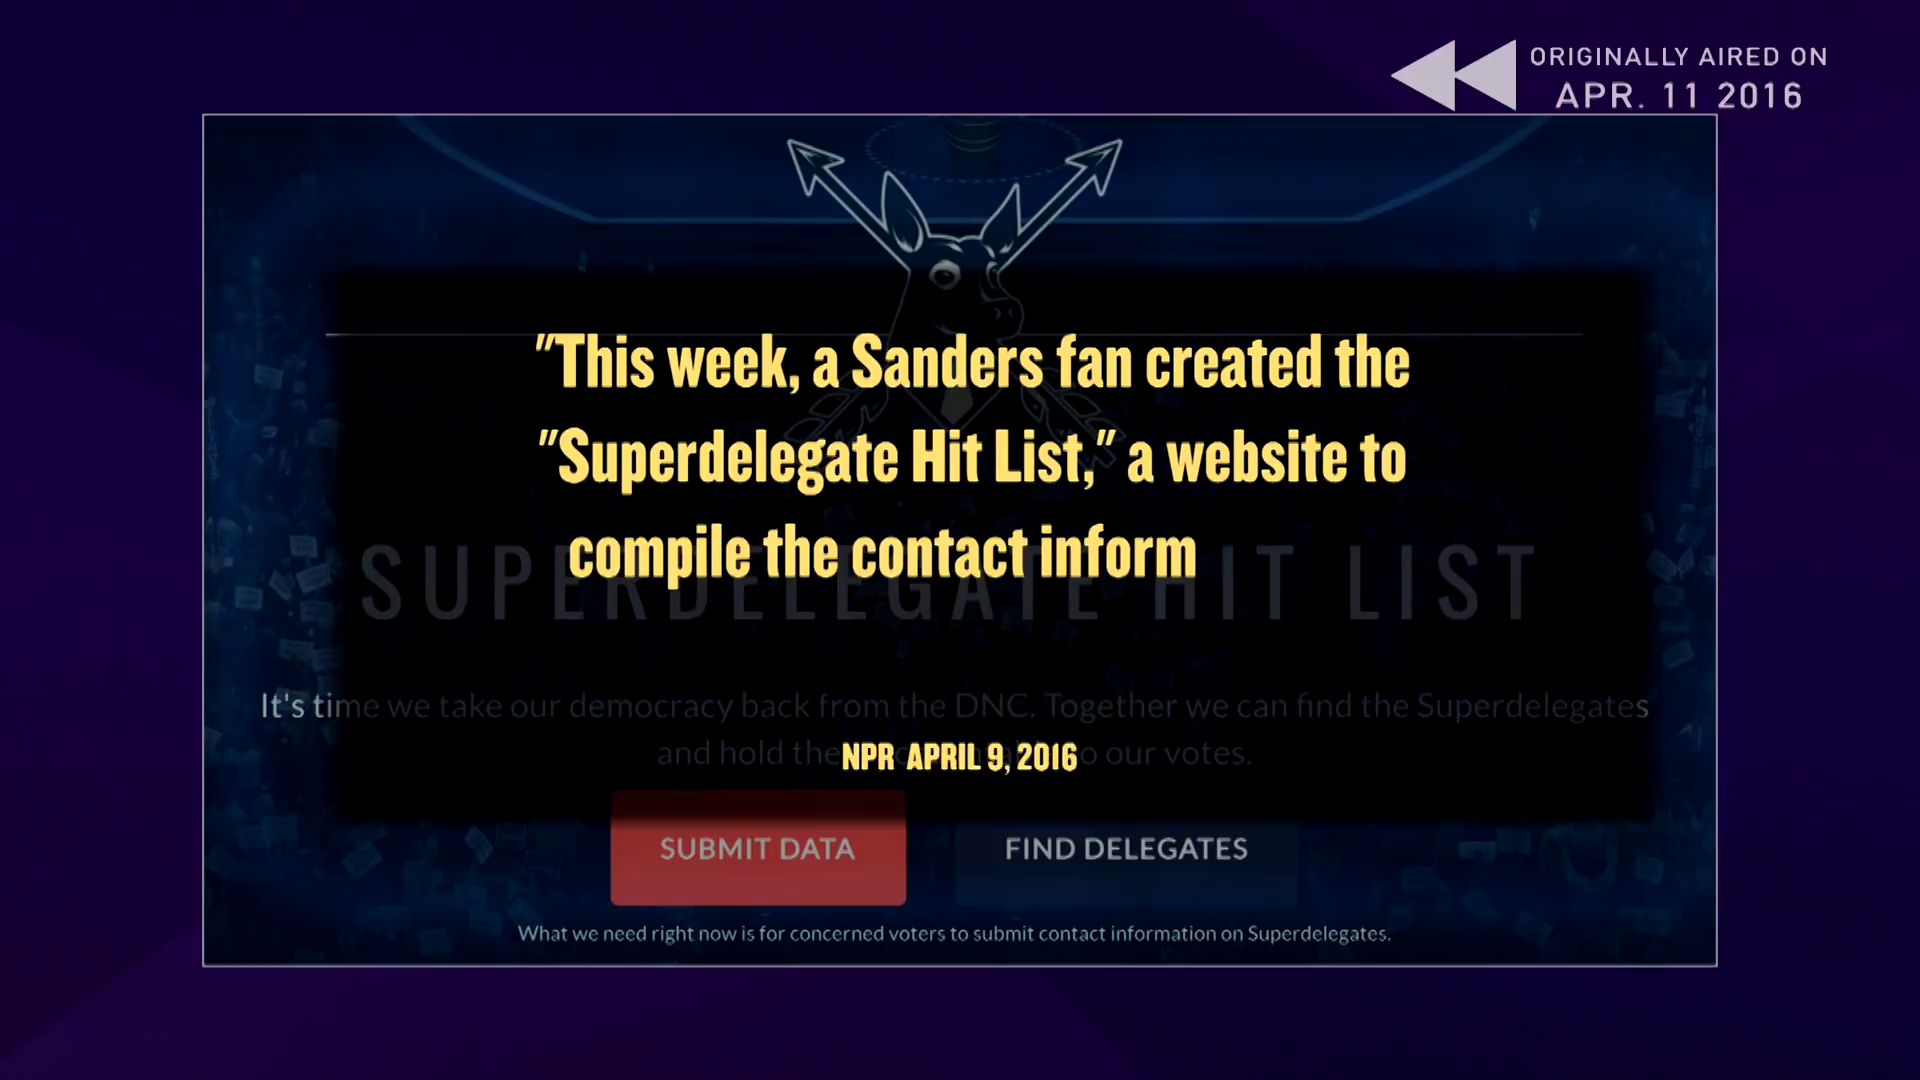 ORIGINALLY AIRED ON
APR. 11 2016
"This week, a Sanders fan created the
"Superdelegate Hit List," a website to
compile the contact inform
SUPERDELEGATE HIT LIST
It's time we take our democracy back from the DNC. Together we can find the Superdelegates
and hold the o our votes.
NPR APRIL 9, 2016
SUBMIT DATA
FIND DELEGATES
What we need right now is for concerned voters to submit contact information on Superdelegates.